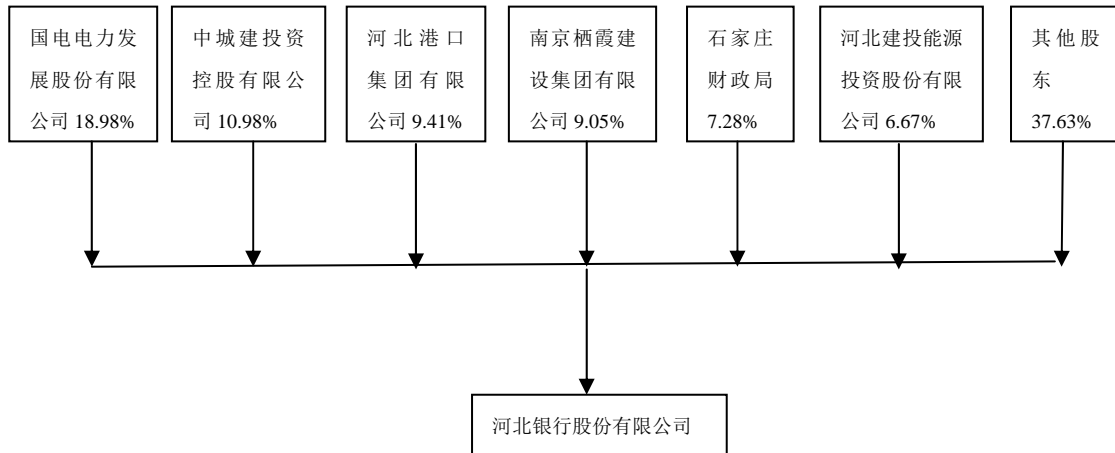 国电电力发
展股份有限
公司 18.98%
中城建投资
控股有限公
司 10.98%
河北港口
集团有限
公司 9.41%
南京栖霞建
设集团有限
公司 9.05%
石家庄
财政局
7.28%
河北建投能源
投资股份有限
公司 6.67%
其他股
东
37.63%
河北银行股份有限公司